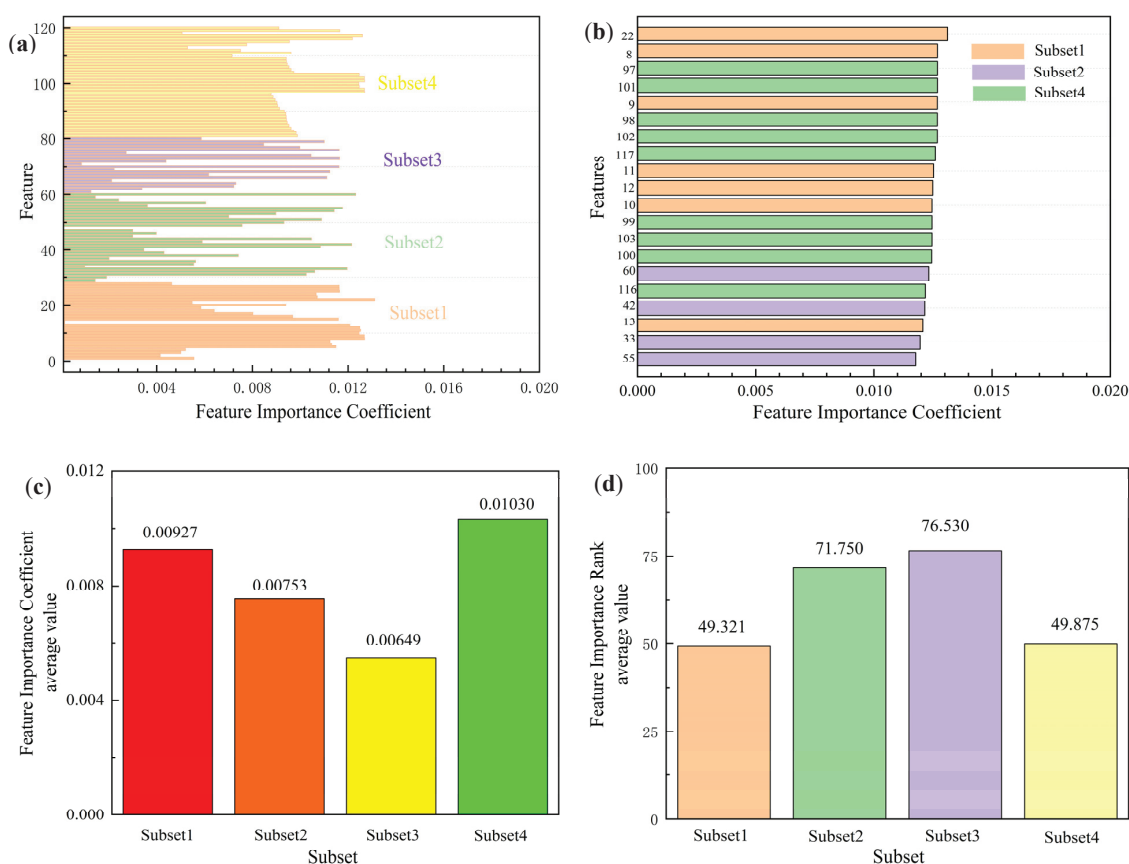 (a)
120
100
80
60
40
20
0
Feature
Subset4
Subset3
Subset2
Subset1
0.004
0.008
0.012
0.016
0.020
Feature Importance Coefficient
(b)
22
8
97
101
9
98
102
117
11
12
10
99
103
100
60
116
42
13
33
55
Features
Subset1
Subset2
Subset4
0.000
0.005
0.010
0.015
0.020
Feature Importance Coefficient
(c)
0.012
0.008
0.004
0.000
Feature Importance Coefficient
average value
0.00927
0.00753
0.00649
0.01030
Subset1
Subset2
Subset3
Subset4
Subset
(d)
100
75
50
25
0
Feature Importance Rank
average value
49.321
71.750
76.530
49.875
Subset1
Subset2
Subset3
Subset4
Subset